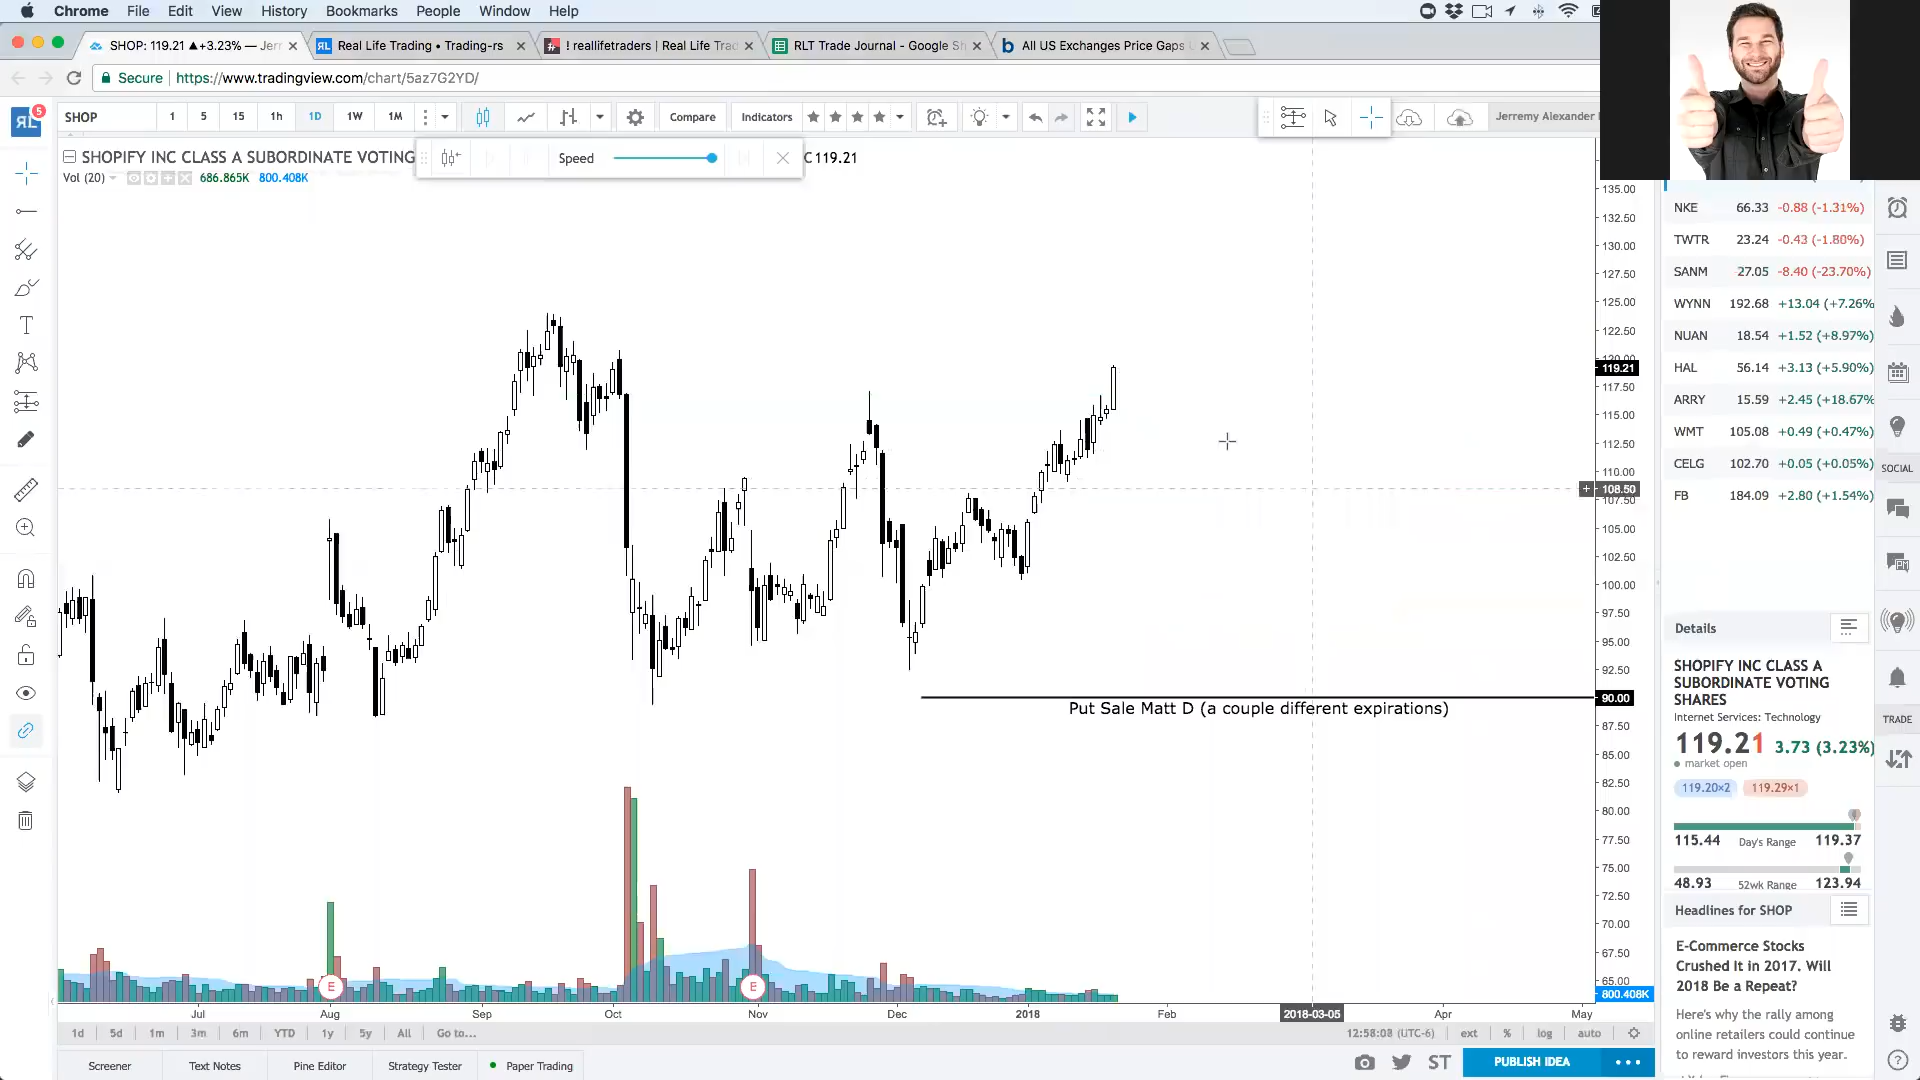 Chrome File Edit View History Bookmarks People Window Help
SHOP: 119.21 ▲+3.23% — Jerr
Real Life Trading • Trading-rs
! reallifetraders | Real Life Trad
RLT Trade Journal - Google Sh
All US Exchanges Price Gaps U
Secure | https://www.tradingview.com/chart/5az7G2YD/
SHOP 1 5 15 1h 1D 1W 1M Compare Indicators Jerremy Alexander
SHOPIFY INC CLASS A SUBORDINATE VOTING
Speed
C 119.21
Vol (20) 686.865K 800.408K
135.00
132.50
130.00
127.50
125.00
122.50
120.00
119.21
117.50
115.00
112.50
110.00
108.50
107.50
105.00
102.50
100.00
97.50
95.00
92.50
90.00
87.50
85.00
82.50
80.00
77.50
75.00
72.50
70.00
67.50
65.00
800.408K
Put Sale Matt D (a couple different expirations)
E E
Jul Aug Sep Oct Nov Dec 2018 Feb 2018-03-05 Apr May
1d 5d 1m 3m 6m YTD 1y 5y All Go to... 12:58:08 (UTC-6) ext % log auto
Screener Text Notes Pine Editor Strategy Tester Paper Trading ST PUBLISH IDEA
NKE 66.33 -0.88 (-1.31%)
TWTR 23.24 -0.43 (-1.80%)
SANM 27.05 -8.40 (-23.70%)
WYNN 192.68 +13.04 (+7.26%
NUAN 18.54 +1.52 (+8.97%)
HAL 56.14 +3.13 (+5.90%)
ARRY 15.59 +2.45 (+18.67%
WMT 105.08 +0.49 (+0.47%)
CELG 102.70 +0.05 (+0.05%)
FB 184.09 +2.80 (+1.54%)
SOCIAL
TRADE
Details
SHOPIFY INC CLASS A
SUBORDINATE VOTING
SHARES
Internet Services: Technology
119.21 3.73 (3.23%)
market open
119.20×2 119.29×1
115.44 Day's Range 119.37
48.93 52wk Range 123.94
Headlines for SHOP
E-Commerce Stocks
Crushed It in 2017. Will
2018 Be a Repeat?
Here's why the rally among
online retailers could continue
to reward investors this year.
RL 5